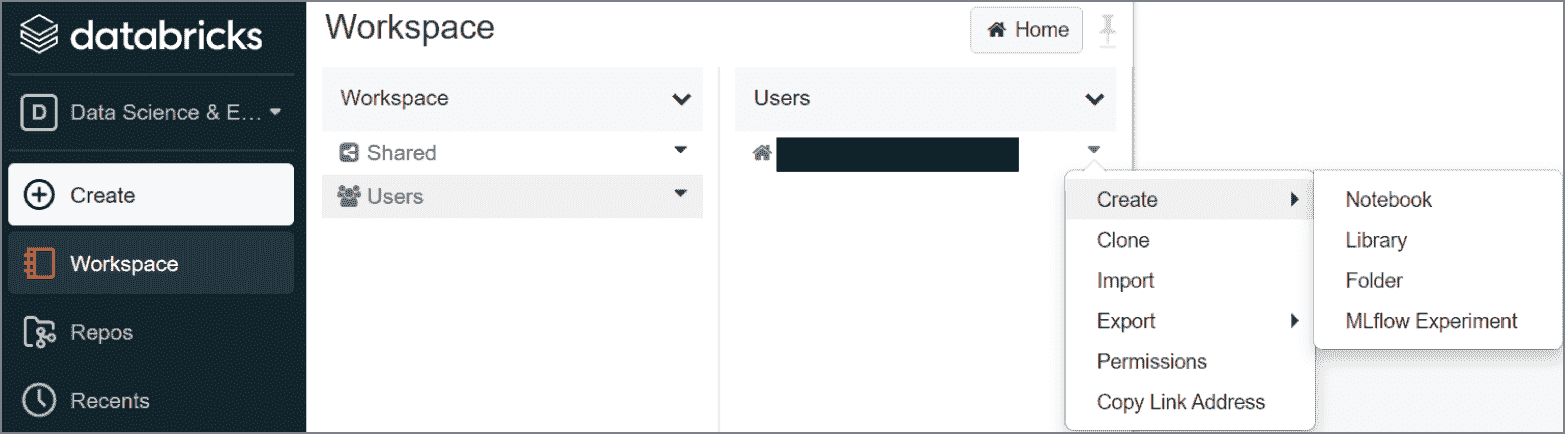 databricks
D Data Science & E...
Create
Workspace
Repos
Recents
Workspace
Home
Workspace
Shared
Users
Users
Create
Clone
Import
Export
Permissions
Copy Link Address
Notebook
Library
Folder
MLflow Experiment